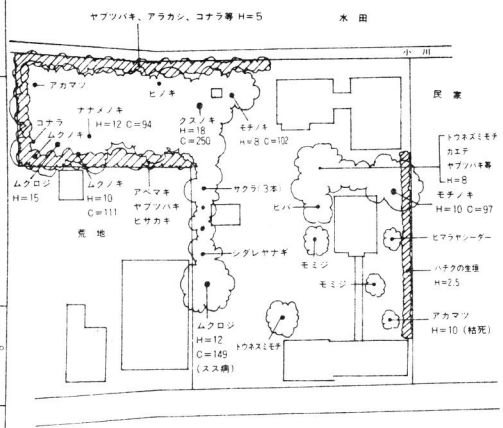 ヤブツバキ、アラカシ、コナラ等 H=5
水田
小川
アカマツ
ヒノキ
民家
ナナメノキ
H=12 C=94
クスノキ
H=18
C=250
モチノキ
H=8 C=102
コナラ
ムクノキ
トウネズミモチ
カエデ
ヤブツバキ等
H=8
ムクロジ
H=15
ムクノキ
H=10
C=111
アベマキ
ヤブツバキ
ヒサカキ
サクラ(3本)
ヒバ
モチノキ
H=10 C=97
荒地
シダレヤナギ
モミジ
ヒマラヤシーダー
モミジ
ハチクの生垣
H=2.5
ムクロジ
H=12
C=149
(スス病)
トウネズミモチ
アカマツ
H=10(枯死)